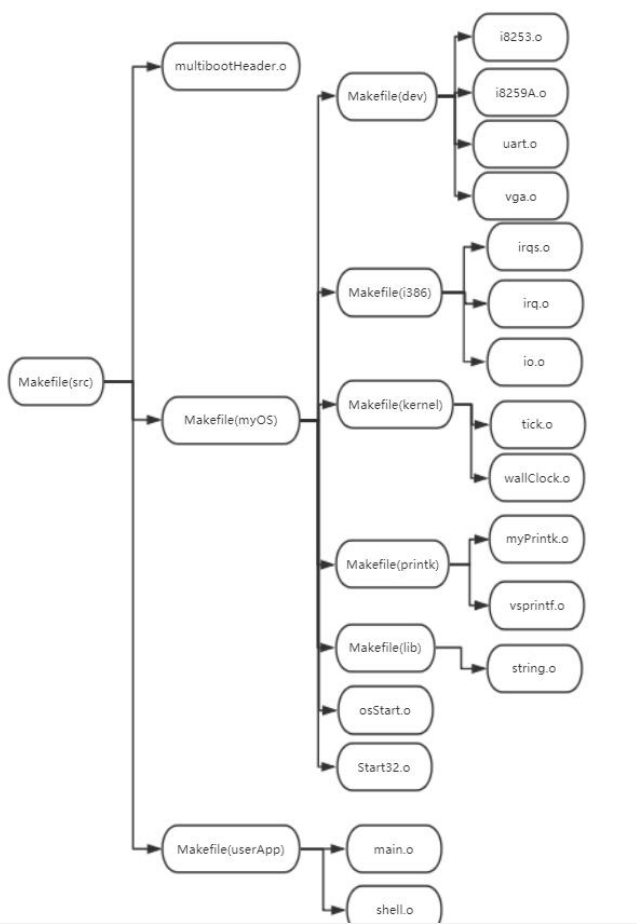 i8253.o
multibootHeader.o
Makefile(dev)
i8259A.o
uart.o
vga.o
irqs.o
Makefile(i386)
irq.o
io.o
Makefile(src)
Makefile(myOS)
Makefile(kernel)
tick.o
wallClock.o
myPrintk.o
Makefile(printk)
vsprintf.o
Makefile(lib)
string.o
osStart.o
Start32.o
Makefile(userApp)
main.o
shell.o